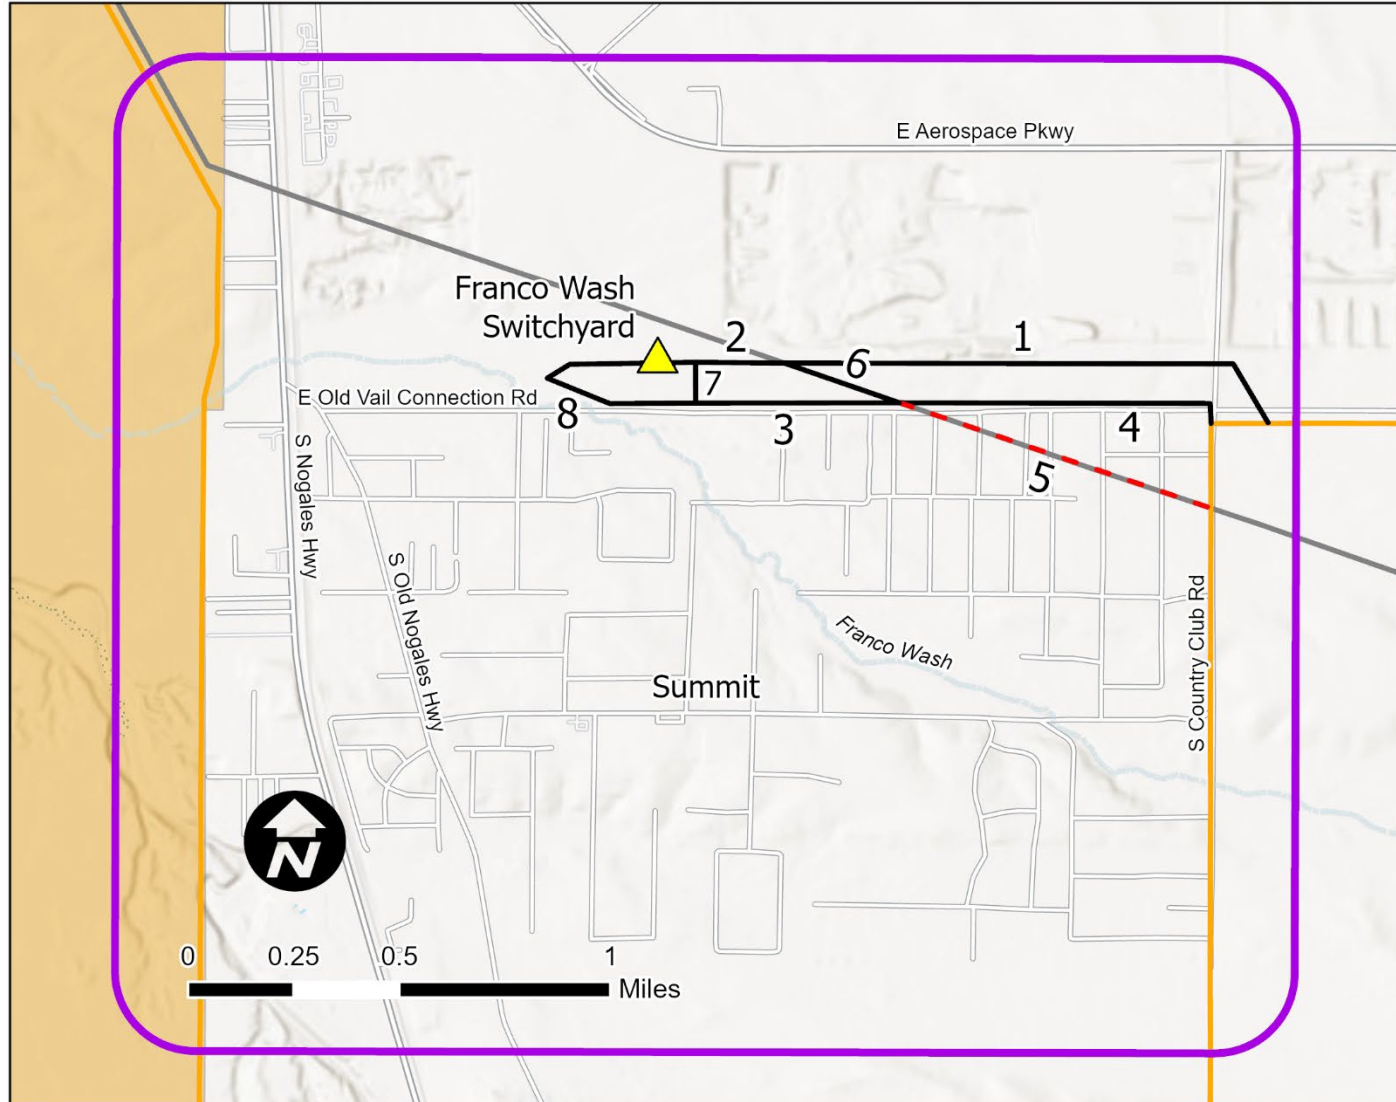 E Aerospace Pkwy
Franco Wash
Switchyard
2
6
1
7
E Old Vail Connection Rd
8
3
4
5
S Nogales Hwy
S Old Nogales Hwy
Franco Wash
S Country Club Rd
Summit
N
0 0.25 0.5 1
Miles